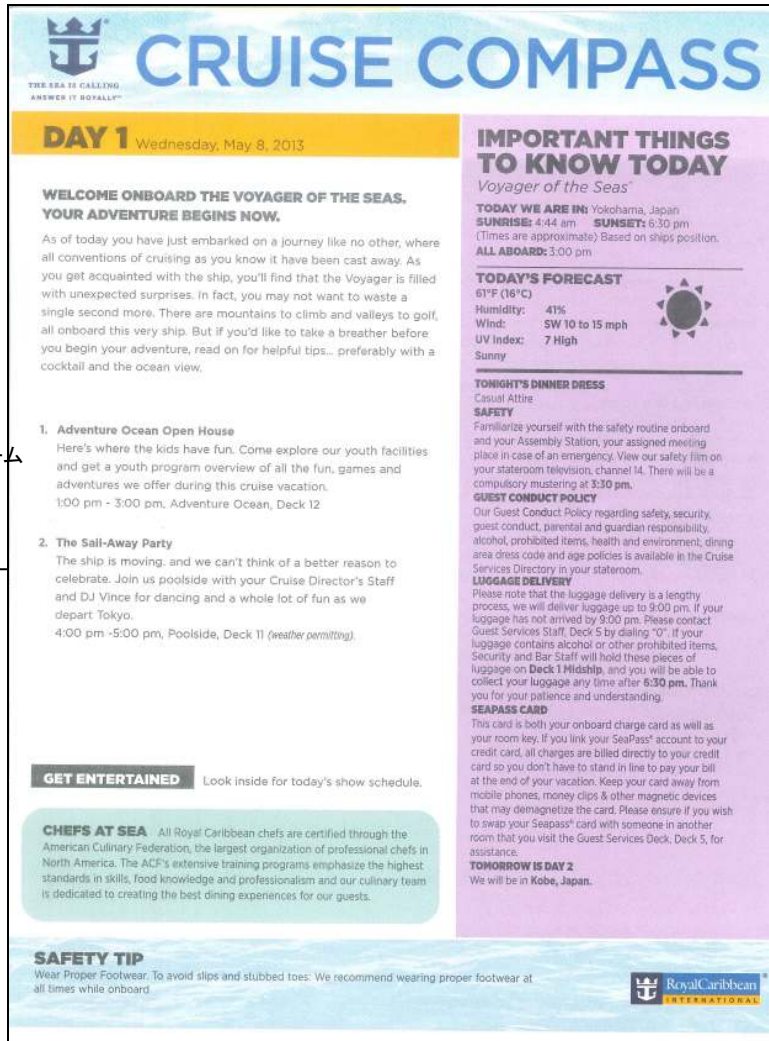 CRUISE COMPASS
THE SEA IS CALLING
ANSWER IT ROYALLY™
DAY 1 Wednesday, May 8, 2013
WELCOME ONBOARD THE VOYAGER OF THE SEAS.
YOUR ADVENTURE BEGINS NOW.
As of today you have just embarked on a journey like no other, where
all conventions of cruising as you know it have been cast away. As
you get acquainted with the ship, you'll find that the Voyager is filled
with unexpected surprises. In fact, you may not want to waste a
single second more. There are mountains to climb and valleys to golf,
all onboard this very ship. But if you'd like to take a breather before
you begin your adventure, read on for helpful tips... preferably with a
cocktail and the ocean view.
1. Adventure Ocean Open House
Here's where the kids have fun. Come explore our youth facilities
and get a youth program overview of all the fun, games and
adventures we offer during this cruise vacation.
1:00 pm - 3:00 pm, Adventure Ocean, Deck 12
ム
2. The Sail-Away Party
The ship is moving. and we can't think of a better reason to
celebrate. Join us poolside with your Cruise Director's Staff
and DJ Vince for dancing and a whole lot of fun as we
depart Tokyo.
4:00 pm -5:00 pm, Poolside, Deck 11 (weather permitting).
GET ENTERTAINED Look inside for today's show schedule.
CHEFS AT SEA All Royal Caribbean chefs are certified through the
American Culinary Federation, the largest organization of professional chefs in
North America. The ACF's extensive training programs emphasize the highest
standards in skills, food knowledge and professionalism and our culinary team
is dedicated to creating the best dining experiences for our guests.
IMPORTANT THINGS
TO KNOW TODAY
Voyager of the Seas®
TODAY WE ARE IN: Yokohama, Japan
SUNRISE: 4:44 am SUNSET: 6:30 pm
(Times are approximate) Based on ships position.
ALL ABOARD: 3:00 pm
TODAY'S FORECAST
61°F (16°C)
Humidity: 41%
Wind: SW 10 to 15 mph
UV Index: 7 High
Sunny
TONIGHT'S DINNER DRESS
Casual Attire
SAFETY
Familiarize yourself with the safety routine onboard
and your Assembly Station, your assigned meeting
place in case of an emergency. View our safety film on
your stateroom television, channel 14. There will be a
compulsory mustering at 3:30 pm.
GUEST CONDUCT POLICY
Our Guest Conduct Policy regarding safety, security,
guest conduct, parental and guardian responsibility,
alcohol, prohibited items, health and environment, dining
area dress code and age policies is available in the Cruise
Services Directory in your stateroom.
LUGGAGE DELIVERY
Please note that the luggage delivery is a lengthy
process, we will deliver luggage up to 9:00 pm. If your
luggage has not arrived by 9:00 pm. Please contact
Guest Services Staff, Deck 5 by dialing "0". If your
luggage contains alcohol or other prohibited items,
Security and Bar Staff will hold these pieces of
luggage on Deck 1 Midship, and you will be able to
collect your luggage any time after 6:30 pm. Thank
you for your patience and understanding.
SEAPASS CARD
This card is both your onboard charge card as well as
your room key. If you link your SeaPass® account to your
credit card, all charges are billed directly to your credit
card so you don't have to stand in line to pay your bill
at the end of your vacation. Keep your card away from
mobile phones, money clips & other magnetic devices
that may demagnetize the card. Please ensure if you wish
to swap your Seapass® card with someone in another
room that you visit the Guest Services Deck, Deck 5, for
assistance.
TOMORROW IS DAY 2
We will be in Kobe, Japan.
SAFETY TIP
Wear Proper Footwear. To avoid slips and stubbed toes: We recommend wearing proper footwear at
all times while onboard
RoyalCaribbean®
INTERNATIONAL